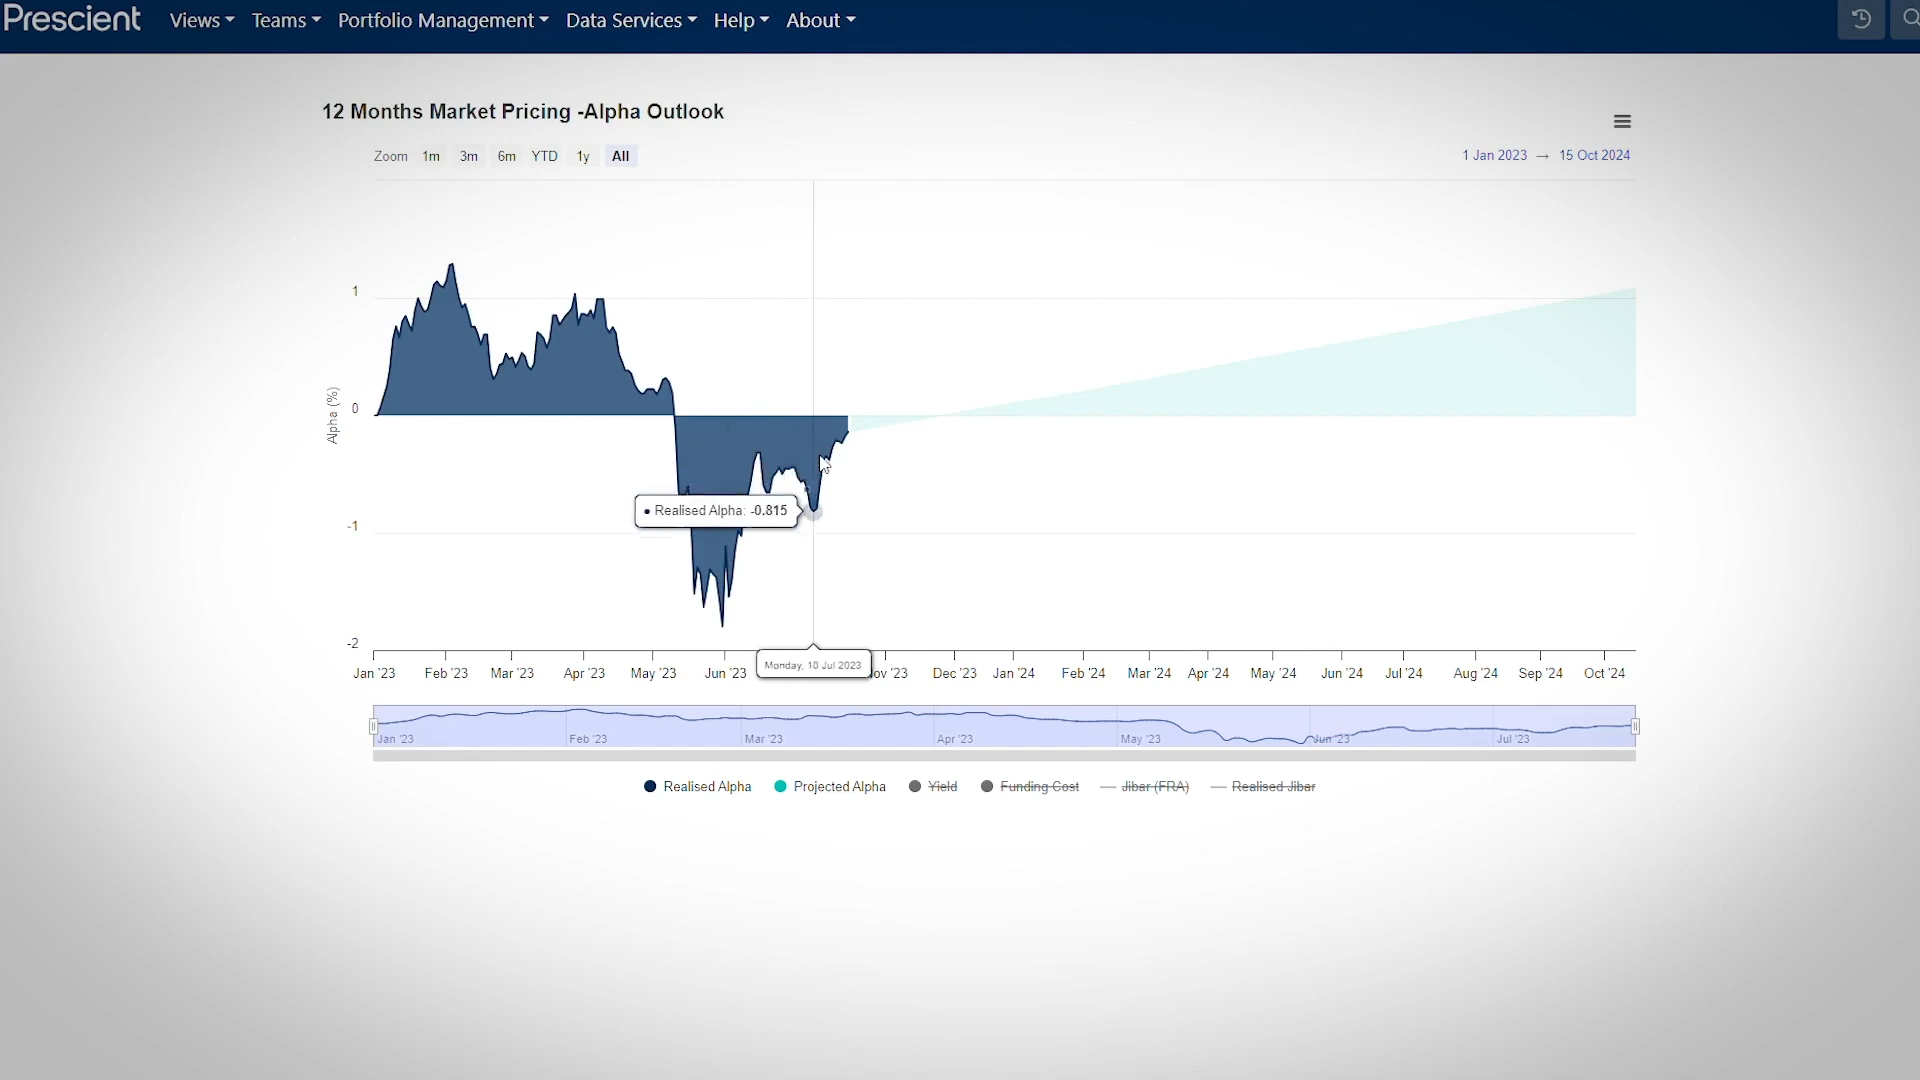 Prescient Views Teams Portfolio Management Data Services Help About
12 Months Market Pricing -Alpha Outlook
Zoom 1m 3m 6m YTD 1y All 1 Jan 2023 → 15 Oct 2024
1
0
-1
-2
Alpha (%)
Realised Alpha: -0.815
Monday, 10 Jul 2023
Jan '23 Feb '23 Mar '23 Apr '23 May '23 Jun '23 ov '23 Dec '23 Jan '24 Feb '24 Mar '24 Apr '24 May '24 Jun '24 Jul '24 Aug '24 Sep '24 Oct '24
Jan '23 Feb '23 Mar '23 Apr '23 May '23 Jun '23 Jul '23
Realised Alpha Projected Alpha Yield Funding Cost Jibar (FRA) Realised Jibar